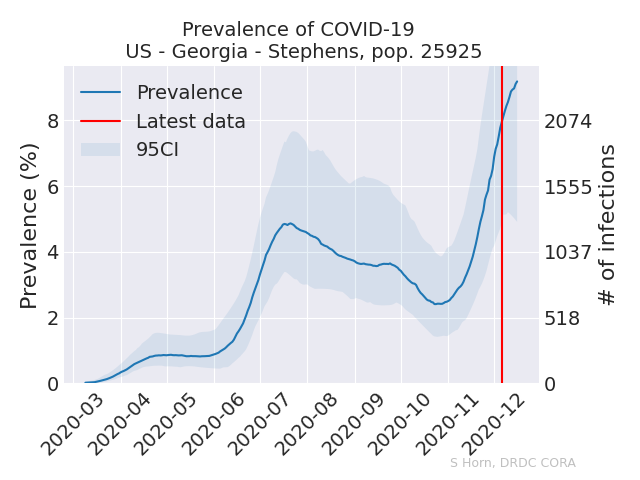 Prevalence of COVID-19
US - Georgia - Stephens, pop. 25925
Prevalence
Latest data
95CI
Prevalence (%)
8
6
4
2
0
2074
1555
1037
518
0
# of infections
2020-03
2020-04
2020-05
2020-06
2020-07
2020-08
2020-09
2020-10
2020-11
2020-12
S Horn, DRDC CORA